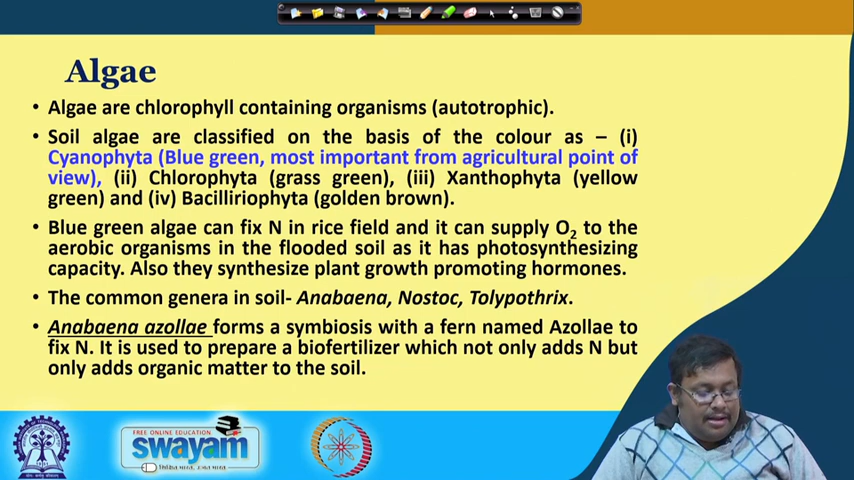 Algae
• Algae are chlorophyll containing organisms (autotrophic).
• Soil algae are classified on the basis of the colour as – (i)
Cyanophyta (Blue green, most important from agricultural point of
view), (ii) Chlorophyta (grass green), (iii) Xanthophyta (yellow
green) and (iv) Bacilliriophyta (golden brown).
• Blue green algae can fix N in rice field and it can supply O2 to the
aerobic organisms in the flooded soil as it has photosynthesizing
capacity. Also they synthesize plant growth promoting hormones.
• The common genera in soil- Anabaena, Nostoc, Tolypothrix.
• Anabaena azollae forms a symbiosis with a fern named Azollae to
fix N. It is used to prepare a biofertilizer which not only adds N but
only adds organic matter to the soil.
FREE ONLINE EDUCATION
swayam